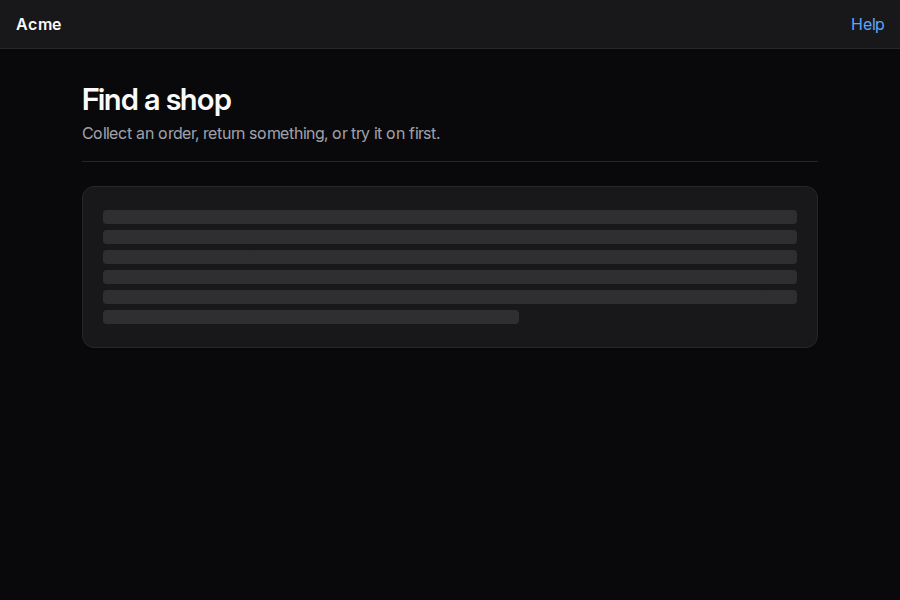 Acme
Help
Find a shop
Collect an order, return something, or try it on first.